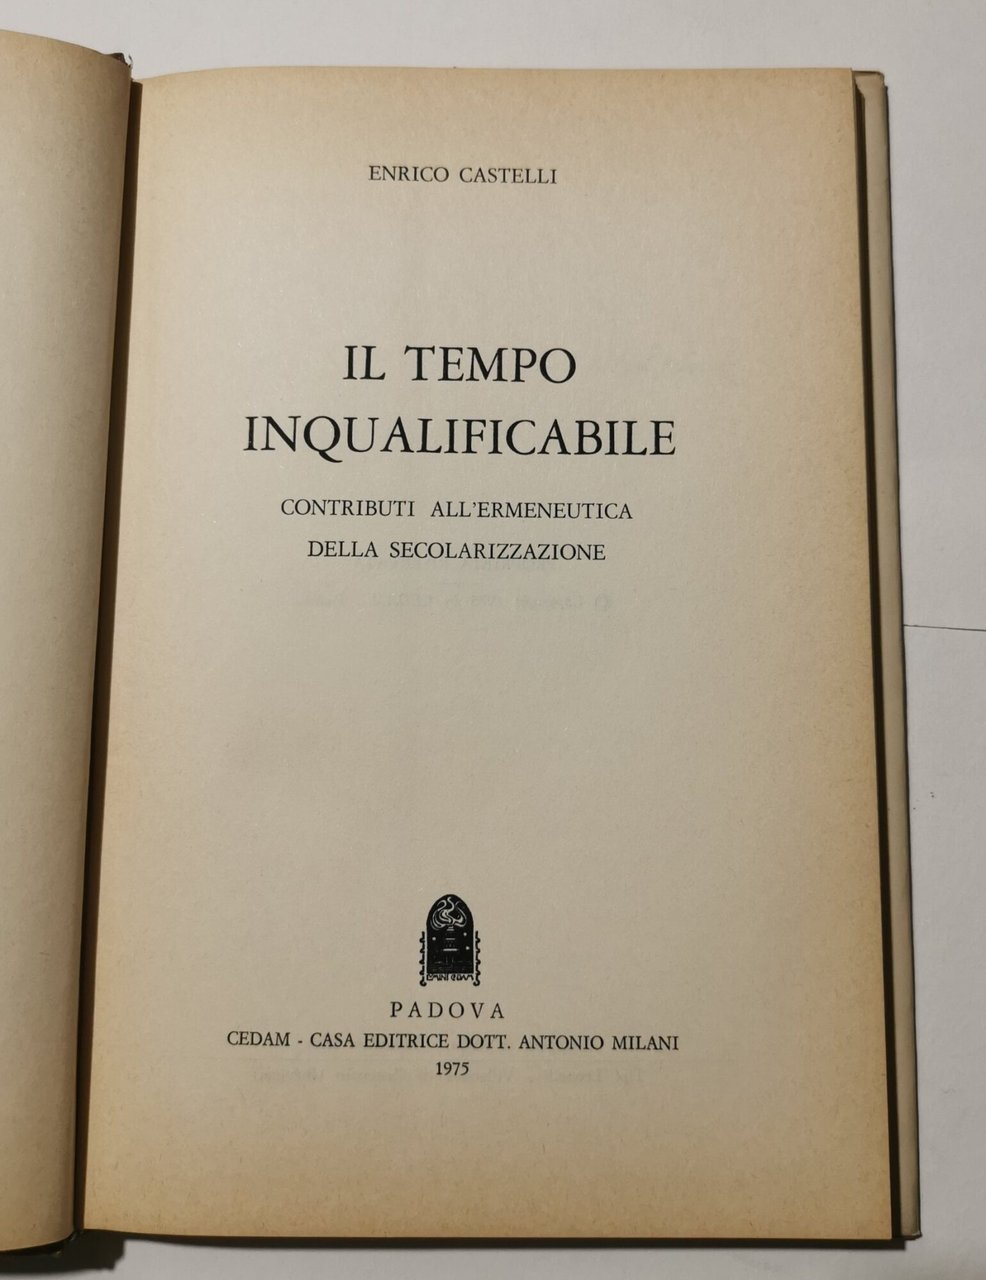 ENRICO CASTELLI
IL TEMPO
INQUALIFICABILE
CONTRIBUTI ALL'ERMENEUTICA
DELLA SECOLARIZZAZIONE
PADOVA
CEDAM - CASA EDITRICE DOTT. ANTONIO MILANI
1975